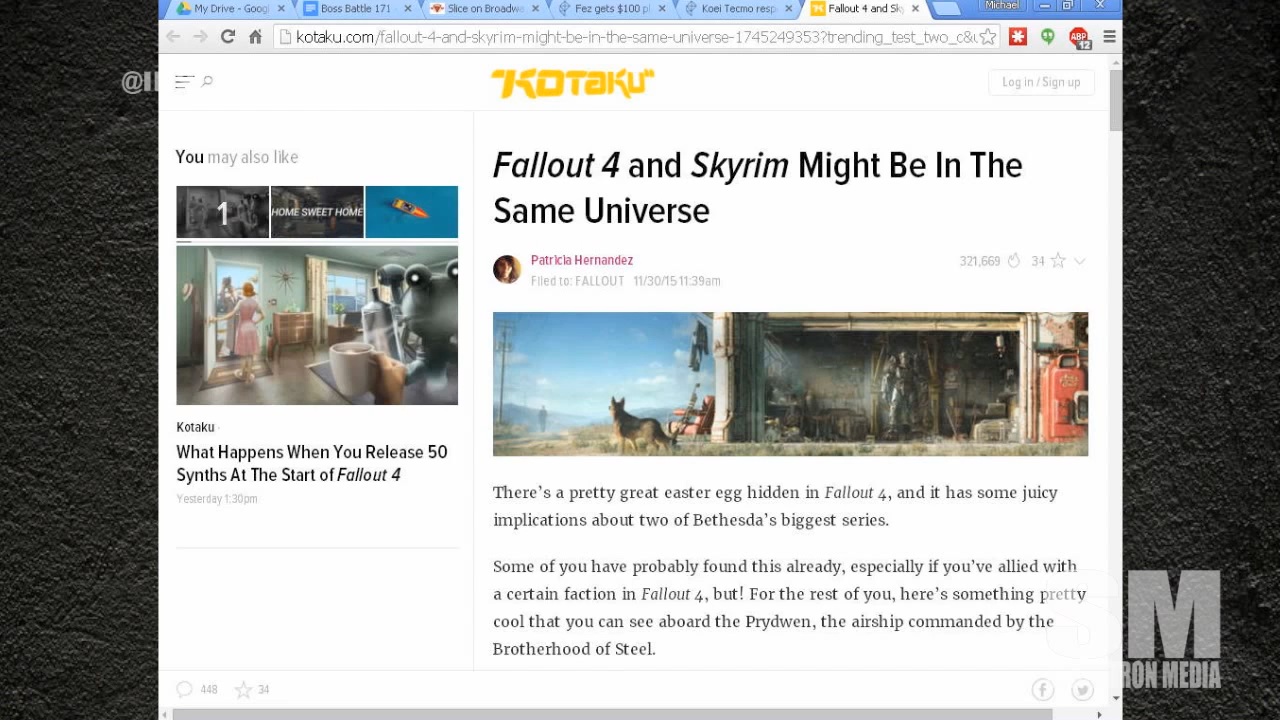 My Drive - Googl
Boss Battle 171
Slice on Broadwa
Fez gets $100 pl
Koei Tecmo resp
Fallout 4 and Sky
Michael
kotaku.com/fallout-4-and-skyrim-might-be-in-the-same-universe-1745249353?trending_test_two_c&u
ABP
12
KOTAKU
Log in / Sign up
You may also like
1
HOME SWEET HOME
Kotaku
What Happens When You Release 50
Synths At The Start of Fallout 4
Yesterday 1:30pm
Fallout 4 and Skyrim Might Be In The
Same Universe
Patricia Hernandez
321,669
34
Filed to: FALLOUT 11/30/15 11:39am
There's a pretty great easter egg hidden in Fallout 4, and it has some juicy
implications about two of Bethesda's biggest series.
Some of you have probably found this already, especially if you've allied with
a certain faction in Fallout 4, but! For the rest of you, here's something pretty
cool that you can see aboard the Prydwen, the airship commanded by the
Brotherhood of Steel.
448
34
SM
RON MEDIA